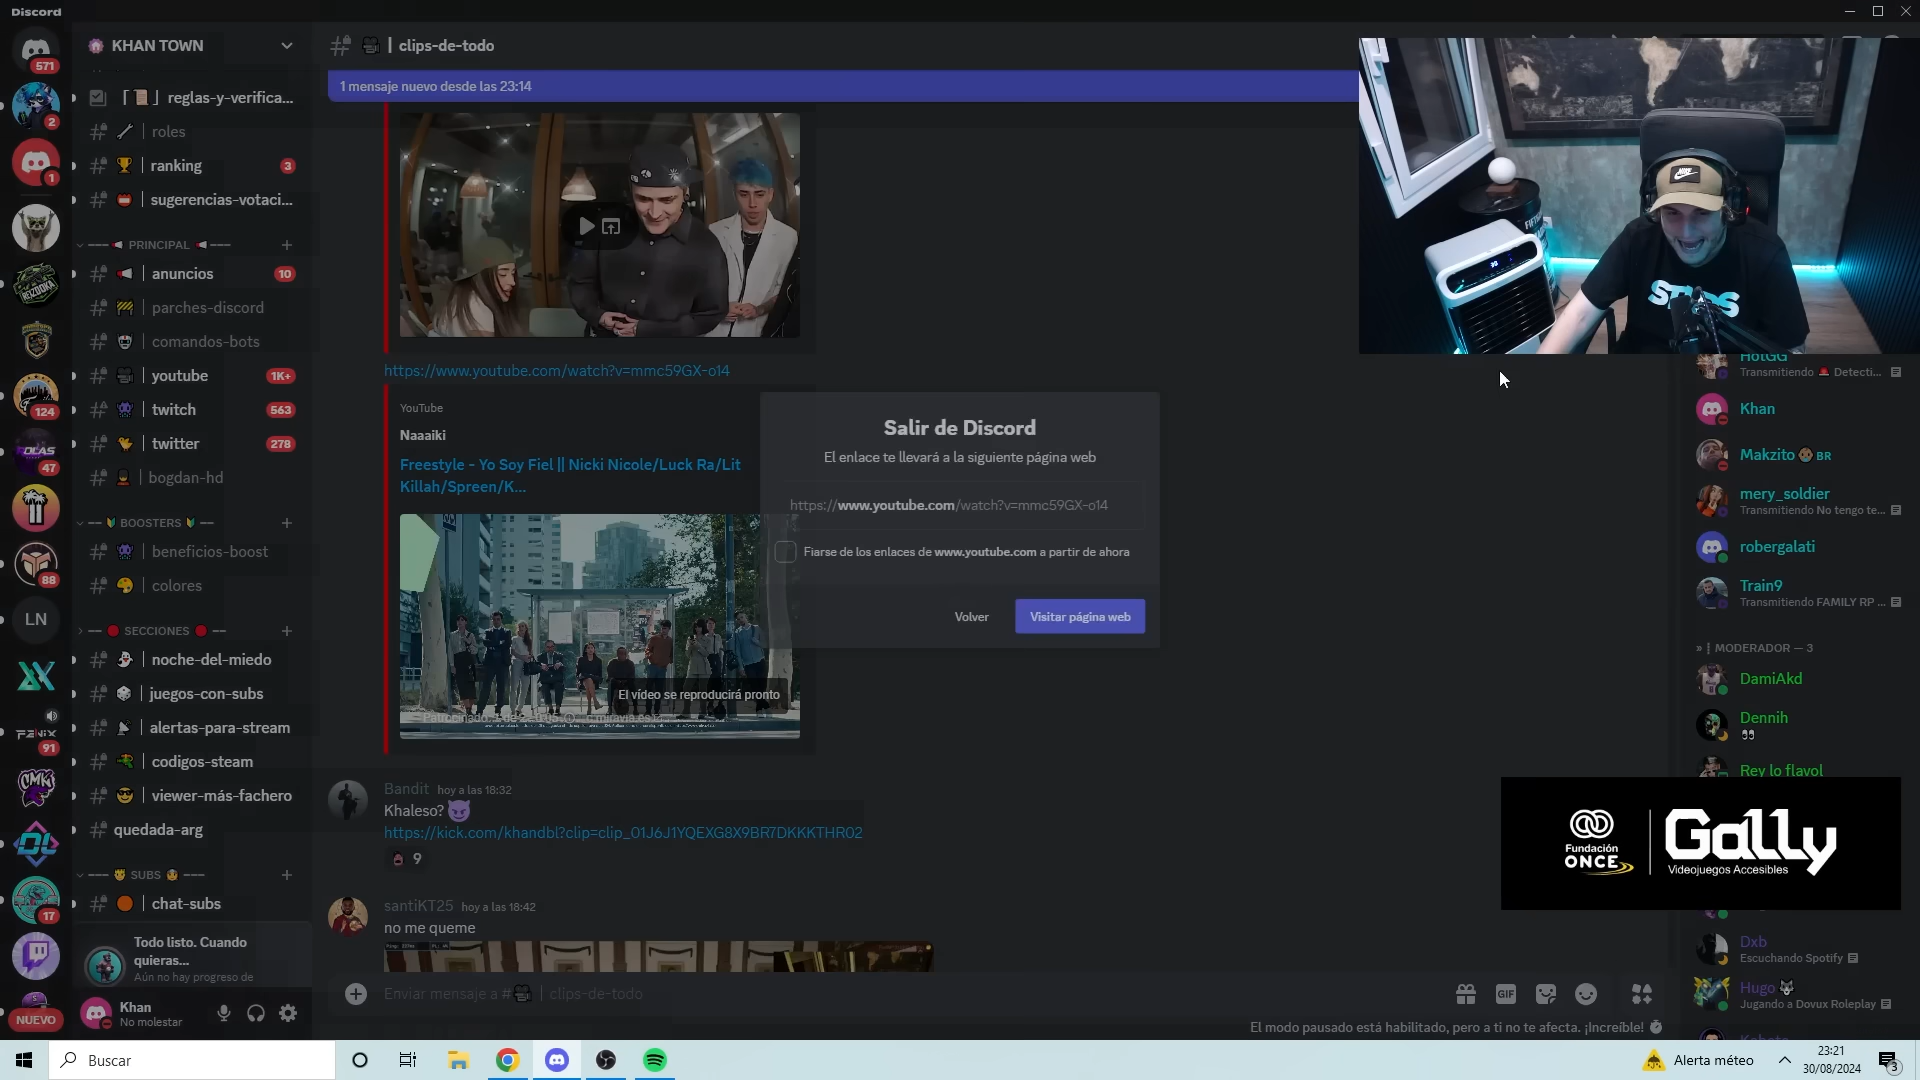 Discord
571
2
1
124
47
88
LN
91
17
NUEVO
KHAN TOWN
reglas-y-verifica...
roles
ranking
3
sugerencias-votaci...
PRINCIPAL
anuncios
10
parches-discord
comandos-bots
youtube
1K+
twitch
563
twitter
278
bogdan-hd
BOOSTERS
beneficios-boost
colores
SECCIONES
noche-del-miedo
juegos-con-subs
alertas-para-stream
codigos-steam
viewer-más-fachero
quedada-arg
SUBS
chat-subs
Todo listo. Cuando
quieras...
Aún no hay progreso de
Khan
No molestar
| clips-de-todo
1 mensaje nuevo desde las 23:14
https://www.youtube.com/watch?v=mmc59GX-o14
YouTube
Naaaiki
Freestyle - Yo Soy Fiel || Nicki Nicole/Luck Ra/Lit
Killah/Spreen/K...
El vídeo se reproducirá pronto
Bandit hoy a las 18:32
Khaleso?
https://kick.com/khandbl?clip=clip_01J6J1YQEXG8X9BR7DKKKTHR02
9
santiKT25 hoy a las 18:42
no me queme
Enviar mensaje a # | clips-de-todo
GIF
El modo pausado está habilitado, pero a ti no te afecta. ¡Increíble!
Salir de Discord
El enlace te llevará a la siguiente página web
https://www.youtube.com/watch?v=mmc59GX-o14
Fiarse de los enlaces de www.youtube.com a partir de ahora
Volver
Visitar página web
HotGG
Transmitiendo Detecti...
Khan
Makzito BR
mery_soldier
Transmitiendo No tengo te...
robergalati
Train9
Transmitiendo FAMILY RP ...
» | MODERADOR — 3
DamiAkd
Dennih
Rey lo flavol
Fundación
ONCE
Gally
Videojuegos Accesibles
Dxb
Escuchando Spotify
Hugo
Jugando a Dovux Roleplay
Buscar
Alerta méteo
23:21
30/08/2024
3